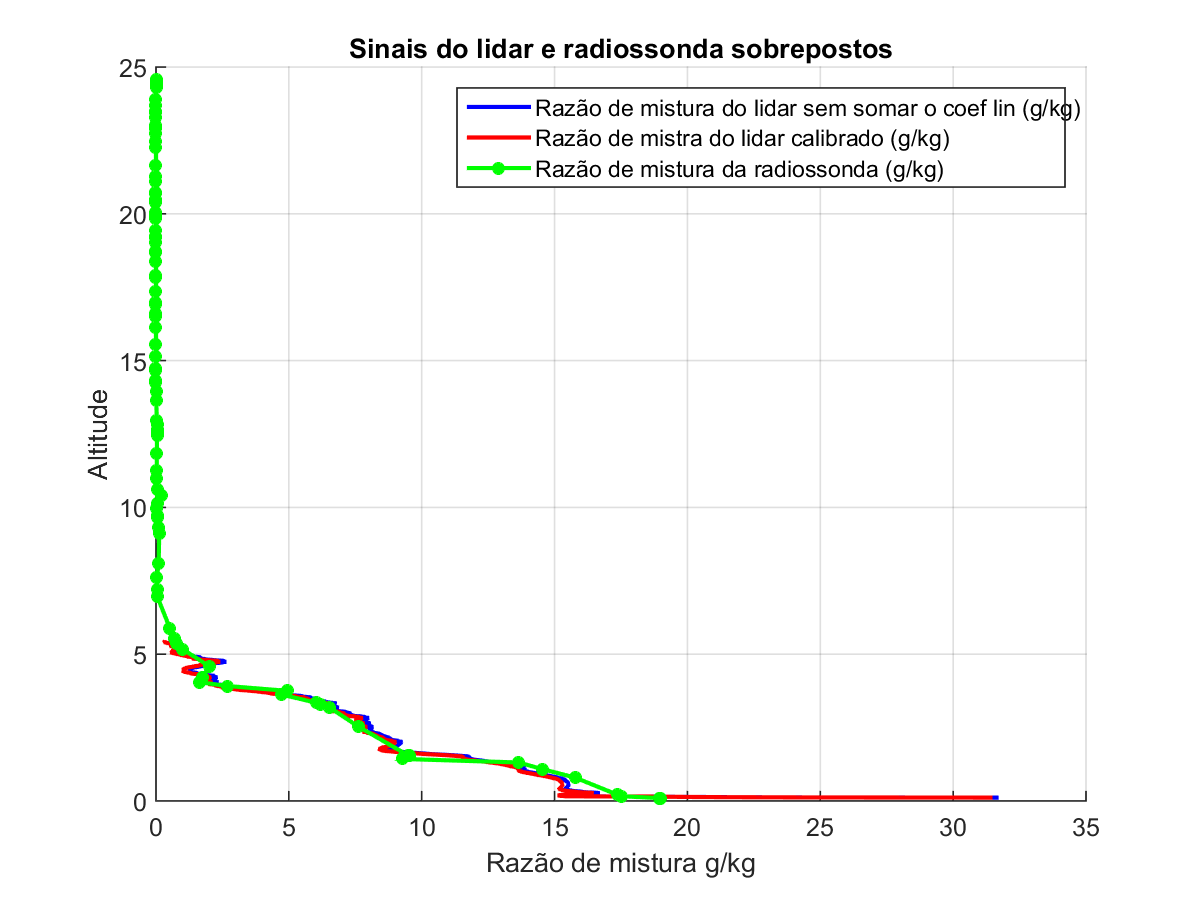 Sinais do lidar e radiossonda sobrepostos
Razão de mistura do lidar sem somar o coef lin (g/kg)
Razão de mistra do lidar calibrado (g/kg)
Razão de mistura da radiossonda (g/kg)
25
20
15
10
5
0
Altitude
0 5 10 15 20 25 30 35
Razão de mistura g/kg